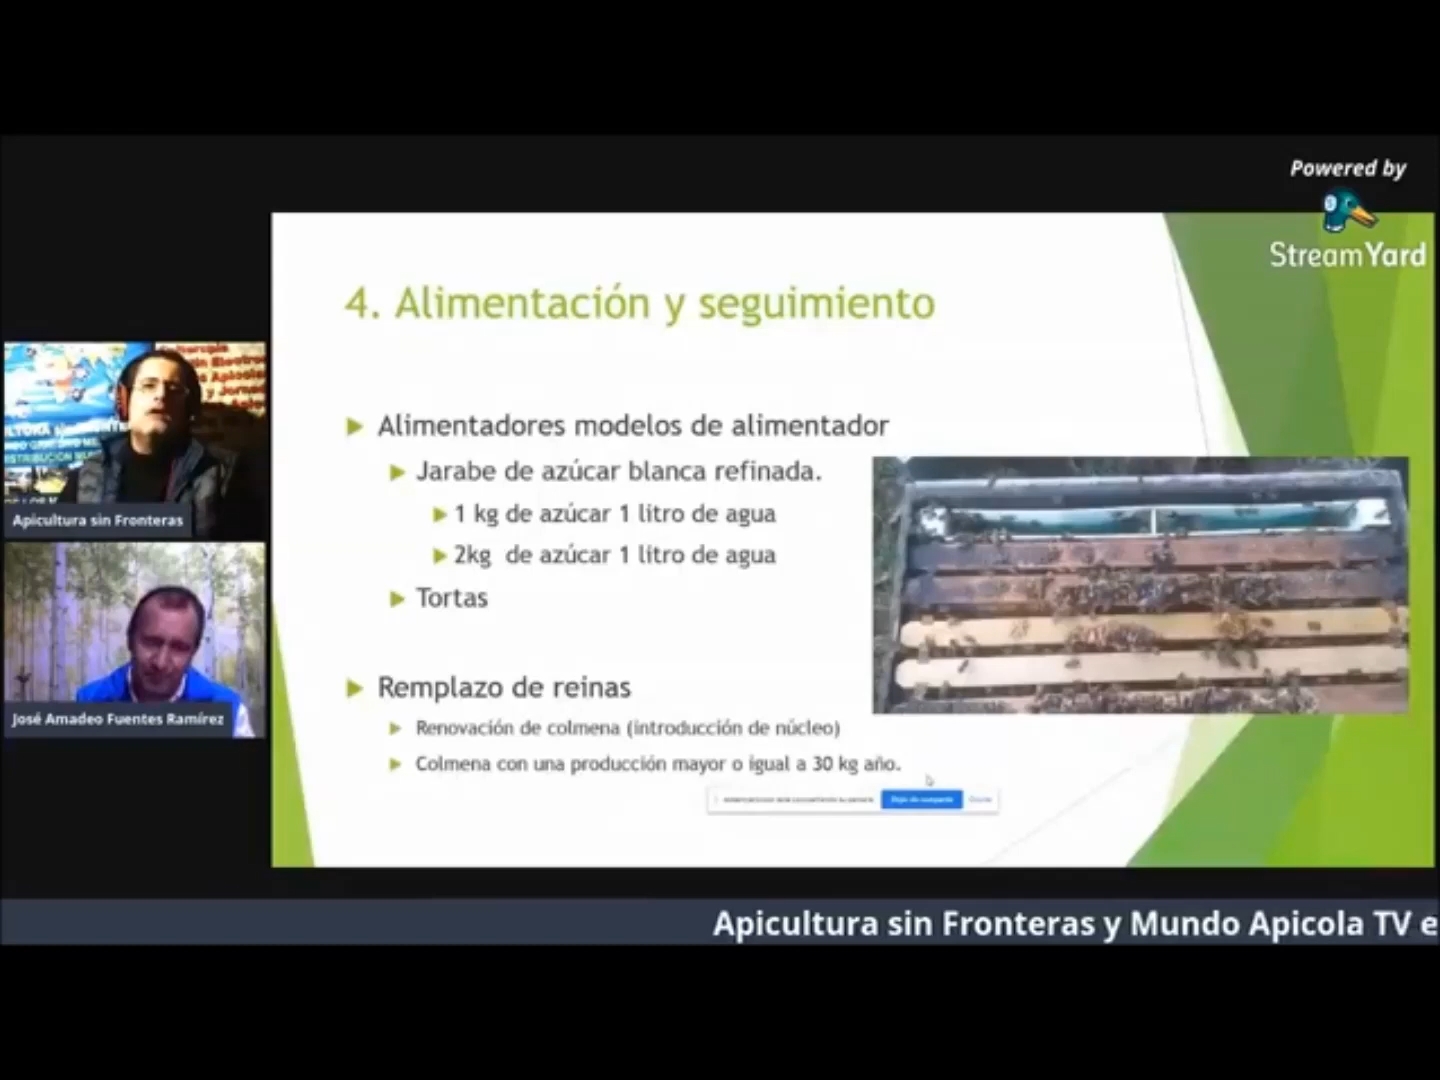 Powered by
StreamYard
4. Alimentación y seguimiento
Alimentadores modelos de alimentador
Jarabe de azúcar blanca refinada.
1 kg de azúcar 1 litro de agua
2kg de azúcar 1 litro de agua
Tortas
Remplazo de reinas
Renovación de colmena (introducción de núcleo)
Colmena con una producción mayor o igual a 30 kg año.
Apicultura sin Fronteras
José Amadeo Fuentes Ramírez
Apicultura sin Fronteras y Mundo Apicola TV e